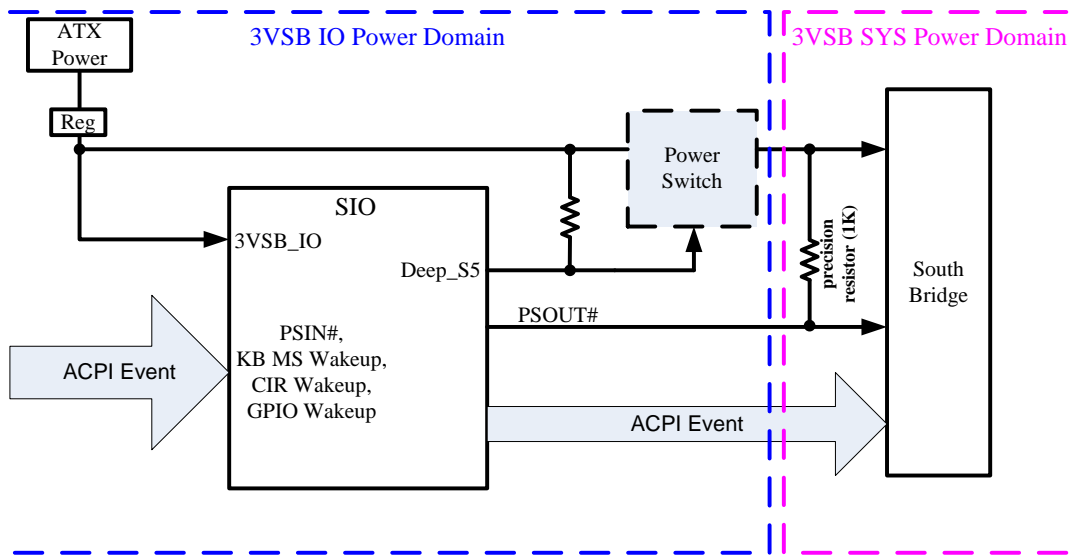 3VSB IO Power Domain
3VSB SYS Power Domain
ATX
Power
Reg
Power
Switch
SIO
3VSB_IO
Deep_S5
PSOUT#
precision
resistor (1K)
South
Bridge
PSIN#,
KB MS Wakeup,
CIR Wakeup,
GPIO Wakeup
ACPI Event
ACPI Event